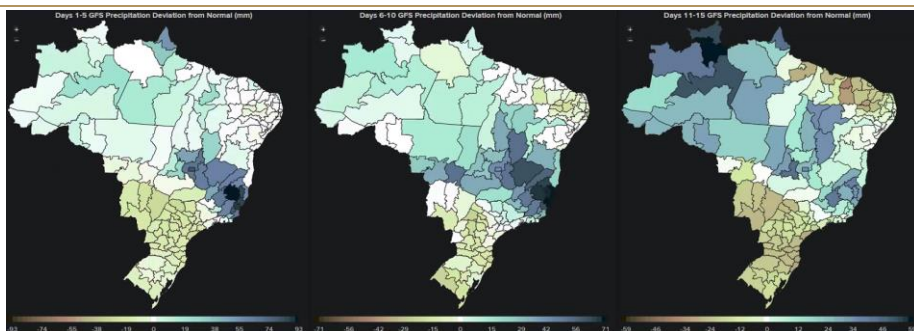 Days 1-5 GFS Precipitation Deviation from Normal (mm)
Days 6-10 GFS Precipitation Deviation from Normal (mm)
Days 11-15 GFS Precipitation Deviation from Normal (mm)
+
−
+
−
+
−
-93 -74 -55 -38 -19 0 19 38 55 74 93
-71 -56 -42 -29 -15 0 15 29 42 56 71
-59 -46 -34 -24 -12 0 12 24 34 46